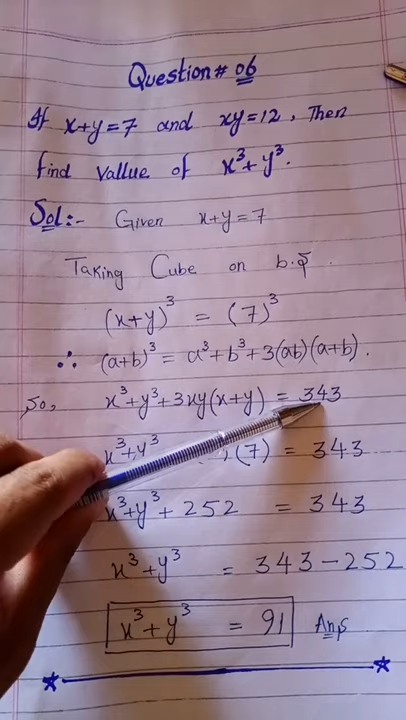 Question # 06
If x+y=7 and xy=12, Then
find vallue of x³+y³.
Sol:- Given x+y=7
Taking Cube on b.s.
(x+y)³ = (7)³
∴ (a+b)³ = a³+b³+3(ab)(a+b).
So, x³+y³+3xy(x+y) = 343
x³+y³ (7) = 343
x³+y³+252 = 343
x³+y³ = 343-252
x³+y³ = 91 Ans